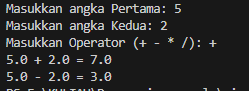 Masukkan angka Pertama: 5
Masukkan angka Kedua: 2
Masukkan Operator (+ - * /): +
5.0 + 2.0 = 7.0
5.0 - 2.0 = 3.0